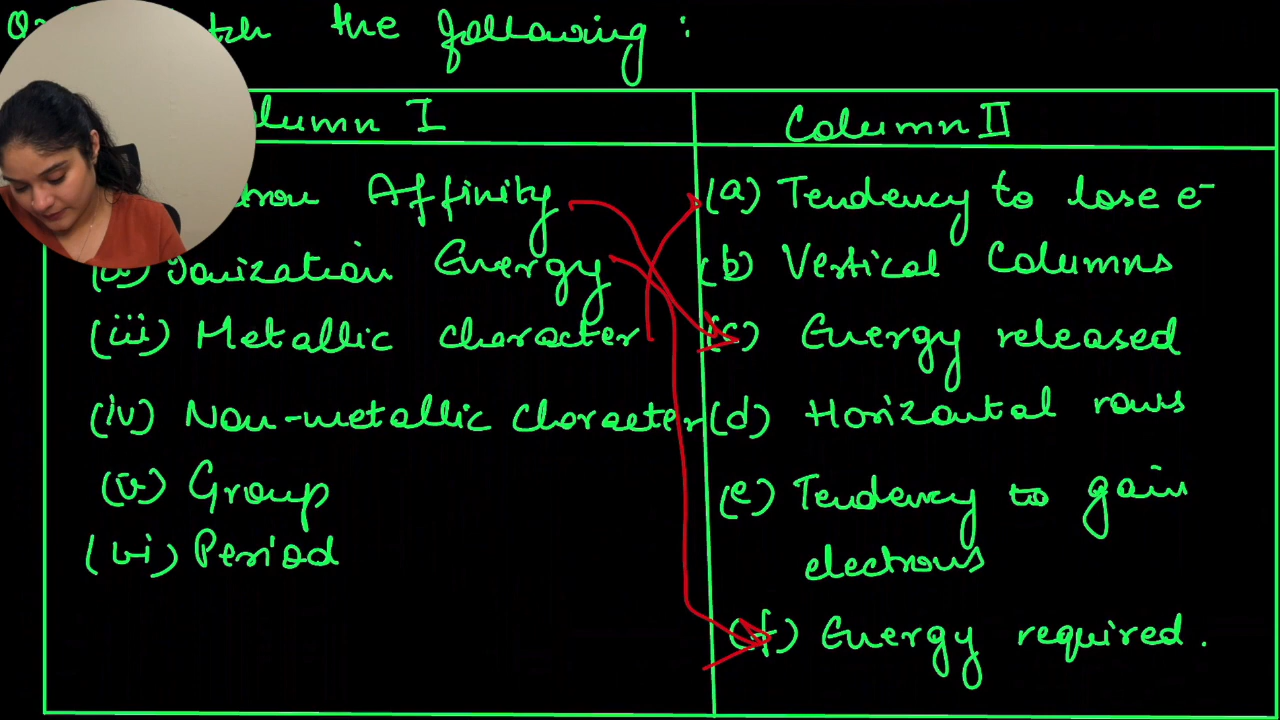 the following :
Column II
Affinity
(a) Tendency to lose e⁻
Ionization Energy
(b) Vertical Columns
(iii) Metallic character
(c) Energy released
(iv) Non-metallic character
(d) Horizontal rows
(v) Group
(e) Tendency to gain
electrons
(vi) Period
(f) Energy required.